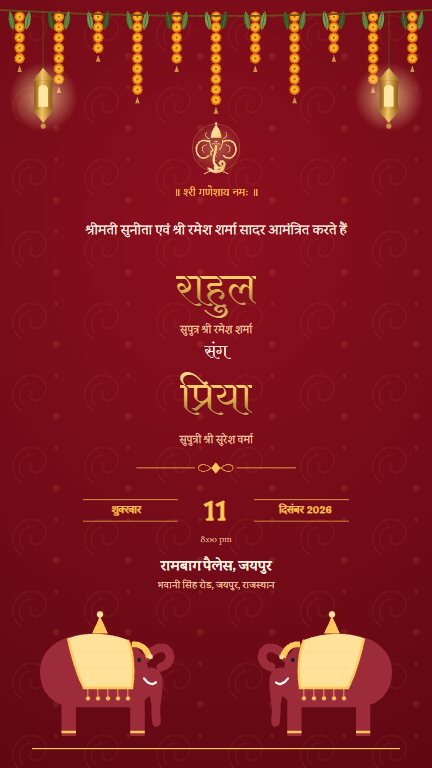 ॥ श्री गणेशाय नमः ॥
श्रीमती सुनीता एवं श्री रमेश शर्मा सादर आमंत्रित करते हैं
राहुल
सुपुत्र श्री रमेश शर्मा
संग
प्रिया
सुपुत्री श्री सुरेश वर्मा
शुक्रवार 11 दिसंबर 2026
8:00 pm
रामबाग पैलेस, जयपुर
भवानी सिंह रोड, जयपुर, राजस्थान